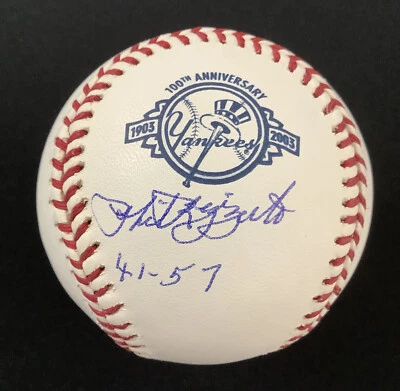 100TH ANNIVERSARY
1903 Yankees 2003
Phil Rizzuto
41-57